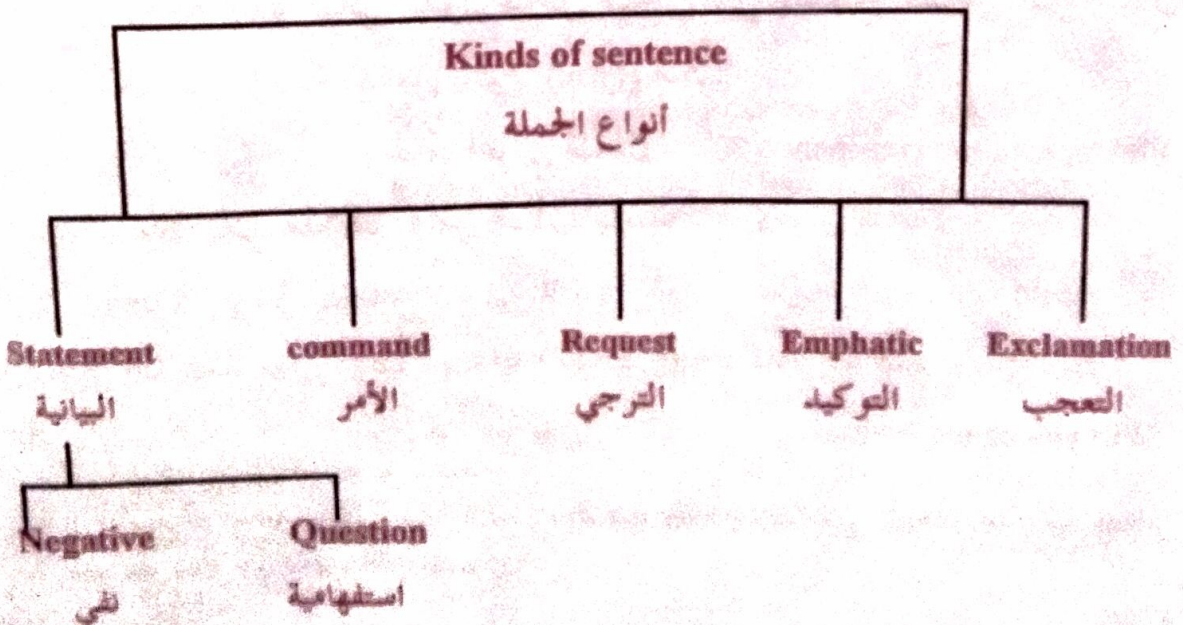 Kinds of sentence
أنواع الجملة
Statement command Request Emphatic Exclamation
البيانية الأمر الترجي التوكيد التعجب
Negative Question
نفي استفهامية